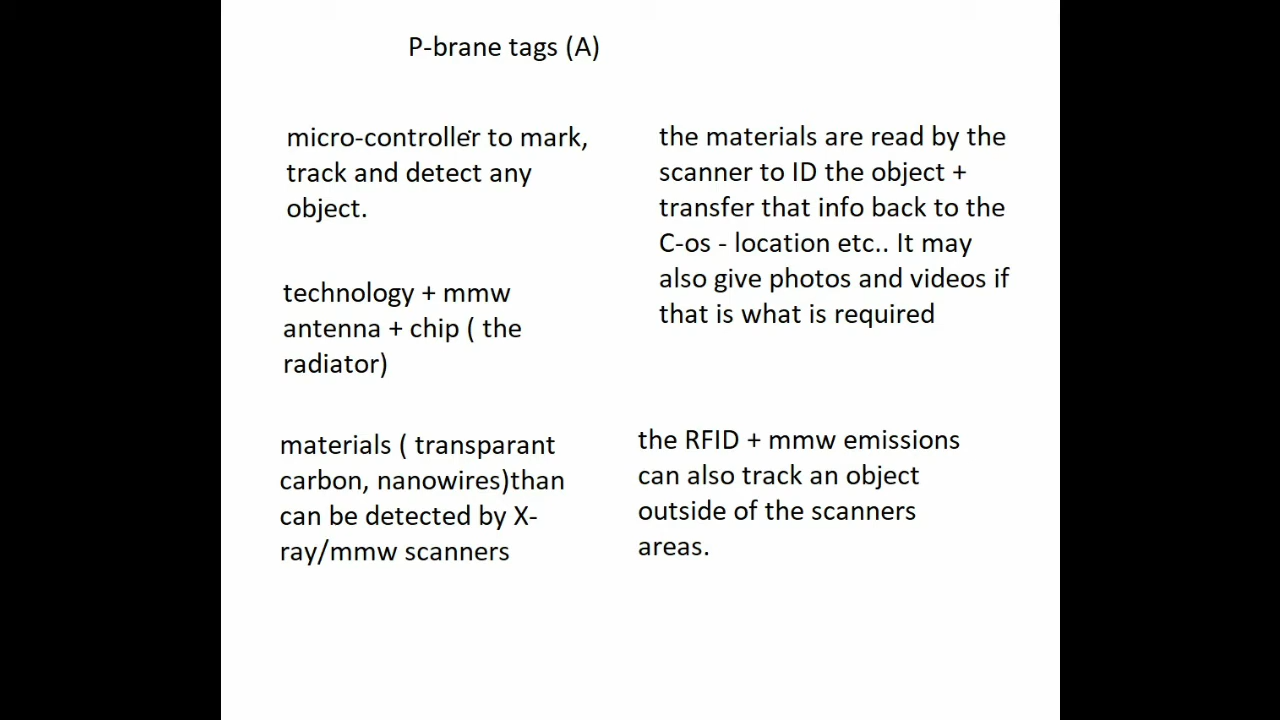 P-brane tags (A)
micro-controller to mark,
track and detect any
object.
technology + mmw
antenna + chip ( the
radiator)
materials ( transparant
carbon, nanowires)than
can be detected by X-
ray/mmw scanners
the materials are read by the
scanner to ID the object +
transfer that info back to the
C-os - location etc.. It may
also give photos and videos if
that is what is required
the RFID + mmw emissions
can also track an object
outside of the scanners
areas.